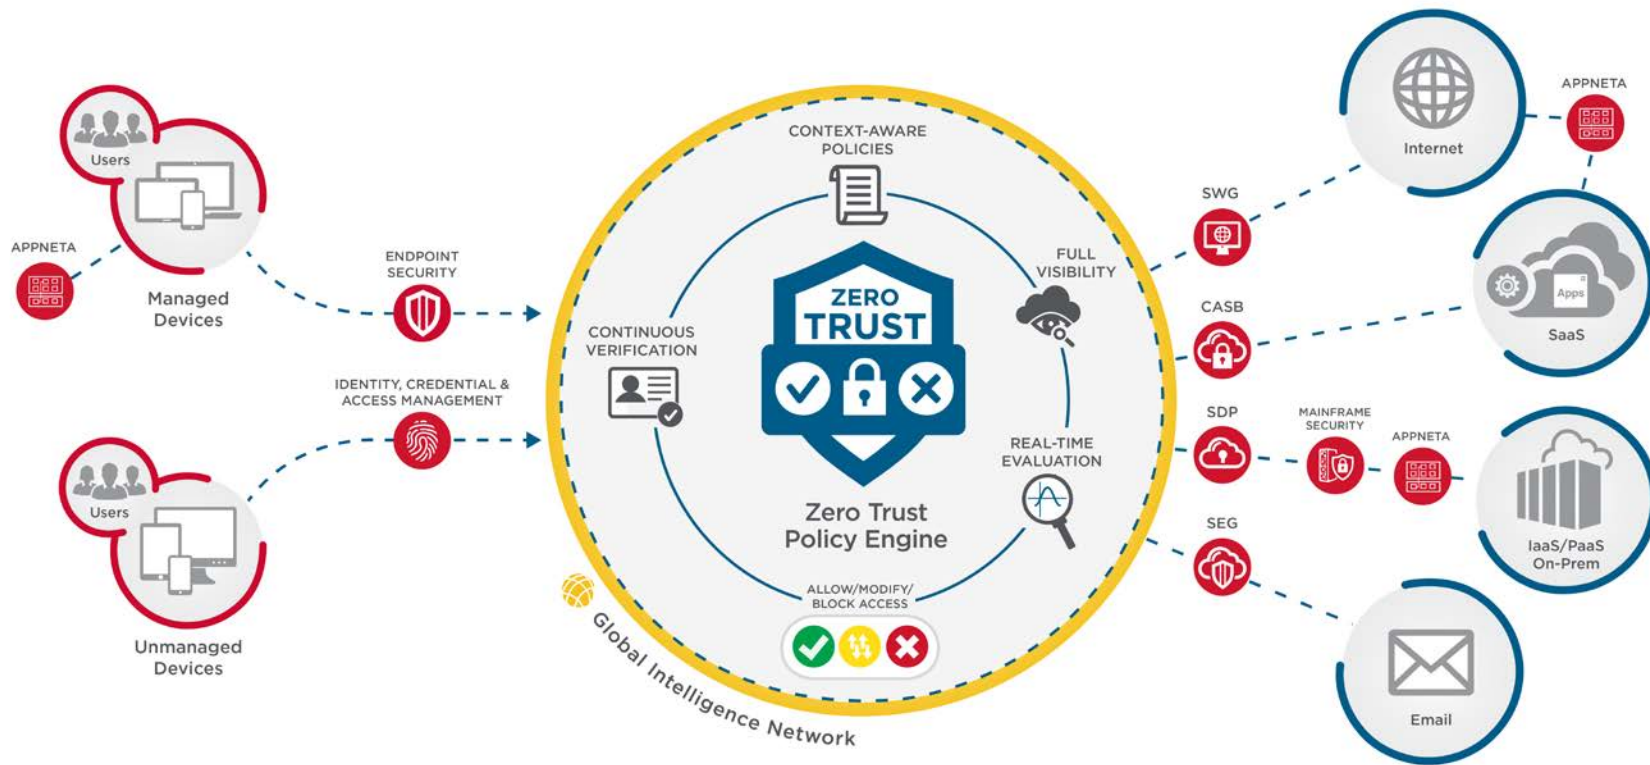 Users
APPNETA
Managed
Devices
ENDPOINT
SECURITY
IDENTITY, CREDENTIAL &
ACCESS MANAGEMENT
Users
Unmanaged
Devices
CONTEXT-AWARE
POLICIES
FULL
VISIBILITY
CONTINUOUS
VERIFICATION
ZERO
TRUST
REAL-TIME
EVALUATION
Zero Trust
Policy Engine
ALLOW/MODIFY/
BLOCK ACCESS
Global Intelligence Network
SWG
CASB
SDP
MAINFRAME
SECURITY
APPNETA
SEG
Internet
APPNETA
Apps
SaaS
IaaS/PaaS
On-Prem
Email